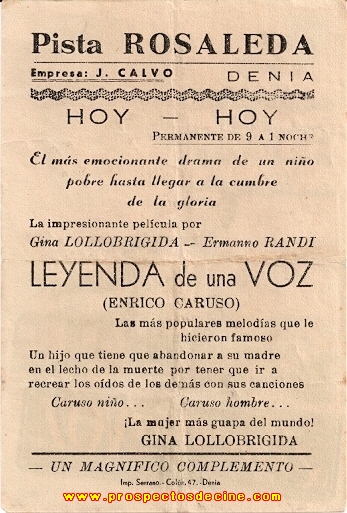 Pista ROSALEDA
Empresa: J. CALVO DENIA
HOY — HOY
PERMANENTE DE 9 A 1 NOCHE
El más emocionante drama de un niño
pobre hasta llegar a la cumbre
de la gloria
La impresionante película por
Gina LOLLOBRIGIDA -- Ermanno RANDI
LEYENDA de una VOZ
(ENRICO CARUSO)
Las más populares melodías que le
hicieron famoso
Un hijo que tiene que abandonar a su madre
en el lecho de la muerte por tener que ir a
recrear los oídos de los demás con sus canciones
Caruso niño... Caruso hombre...
¡La mujer más guapa del mundo!
GINA LOLLOBRIGIDA
— UN MAGNIFICO COMPLEMENTO —
Imp. Serraso.-Colón, 47.-Denia
www.prospectosdecine.com